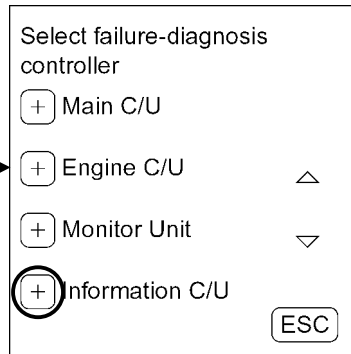 Select failure-diagnosis
controller
+ Main C/U
+ Engine C/U
+ Monitor Unit
+ Information C/U
ESC